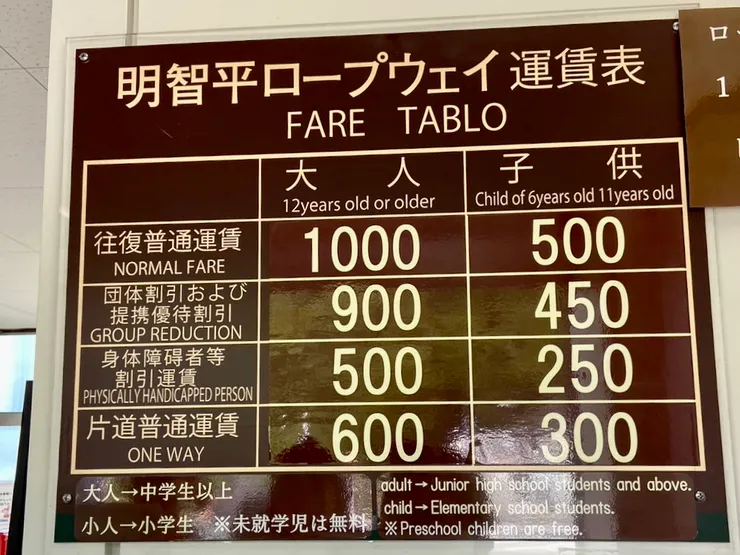 明智平ロープウェイ運賃表
FARE TABLO
大人
12years old or older
子供
Child of 6years old 11years old
往復普通運賃
NORMAL FARE
1000
500
団体割引および
提携優待割引
GROUP REDUCTION
900
450
身体障碍者等
割引運賃
PHYSICALLY HANDICAPPED PERSON
500
250
片道普通運賃
ONE WAY
600
300
大人→中学生以上
小人→小学生 ※未就学児は無料
adult→Junior high school students and above.
child→Elementary school students.
※Preschool children are free.
ロ
1